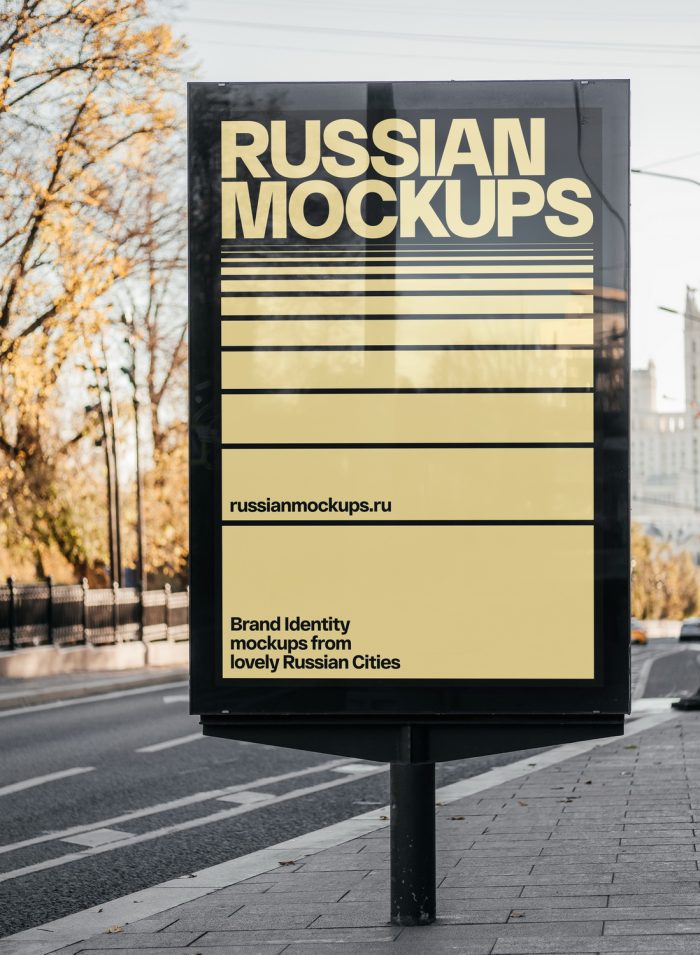 RUSSIAN
MOCKUPS
russianmockups.ru
Brand Identity
mockups from
lovely Russian Cities